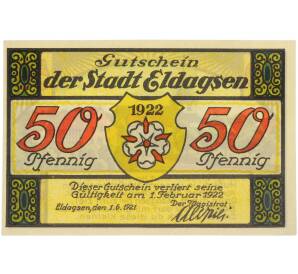 Gutschein
der Stadt Eldagsen
1922
50 50
Pfennig Pfennig
Dieser Gutschein verliert seine
Gültigkeit am 1. Februar 1922
Eldagsen, den 1.6.1921 Der Magistrat